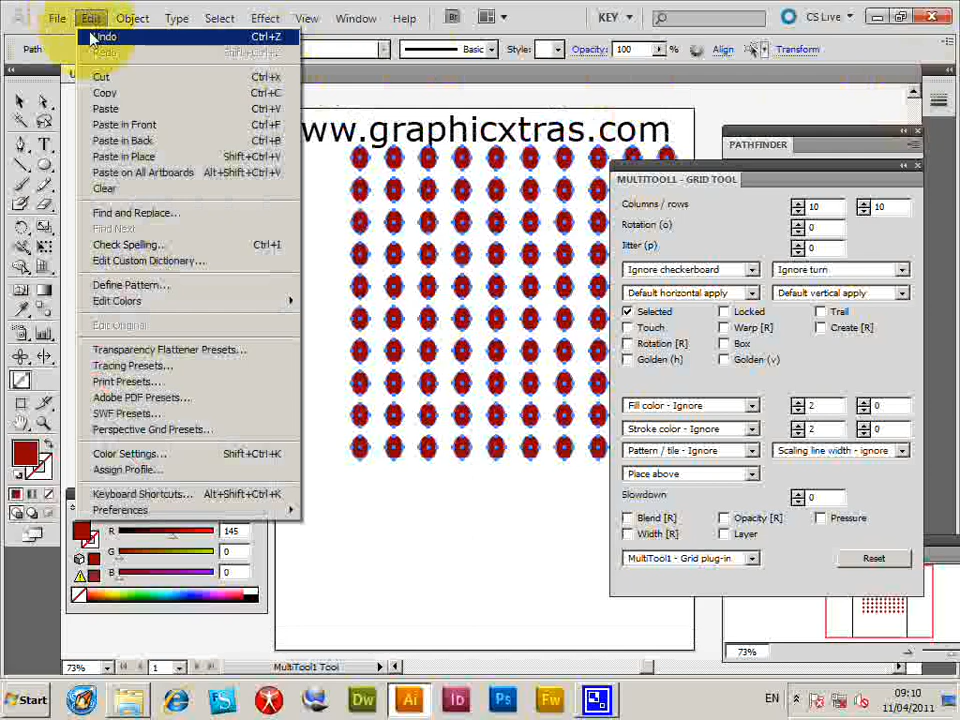 File Edit Object Type Select Effect View Window Help Br KEY CS Live
Path Basic Style: Opacity: 100 % Align Transform
Undo Ctrl+Z
Cut Ctrl+X
Copy Ctrl+C
Paste Ctrl+V
Paste in Front Ctrl+F
Paste in Back Ctrl+B
Paste in Place Shift+Ctrl+V
Paste on All Artboards Alt+Shift+Ctrl+V
Clear
Find and Replace...
Find Next
Check Spelling... Ctrl+I
Edit Custom Dictionary...
Define Pattern...
Edit Colors
Edit Original
Transparency Flattener Presets...
Tracing Presets...
Print Presets...
Adobe PDF Presets...
SWF Presets...
Perspective Grid Presets...
Color Settings... Shift+Ctrl+K
Assign Profile...
Keyboard Shortcuts... Alt+Shift+Ctrl+K
Preferences
ww.graphicxtras.com
PATHFINDER
MULTITOOL1 - GRID TOOL
Columns / rows 10 10
Rotation (o) 0
Jitter (p) 0
Ignore checkerboard Ignore turn
Default horizontal apply Default vertical apply
Selected Locked Trail
Touch Warp [R] Create [R]
Rotation [R] Box
Golden (h) Golden (v)
Fill color - Ignore 2 0
Stroke color - Ignore 2 0
Pattern / tile - Ignore Scaling line width - ignore
Place above
Slowdown 0
Blend [R] Opacity [R] Pressure
Width [R] Layer
MultiTool1 - Grid plug-in Reset
R 145
G 0
B 0
73%
73% 1 MultiTool1 Tool
Start Dw Ai Id Ps Fw EN 09:10
11/04/2011